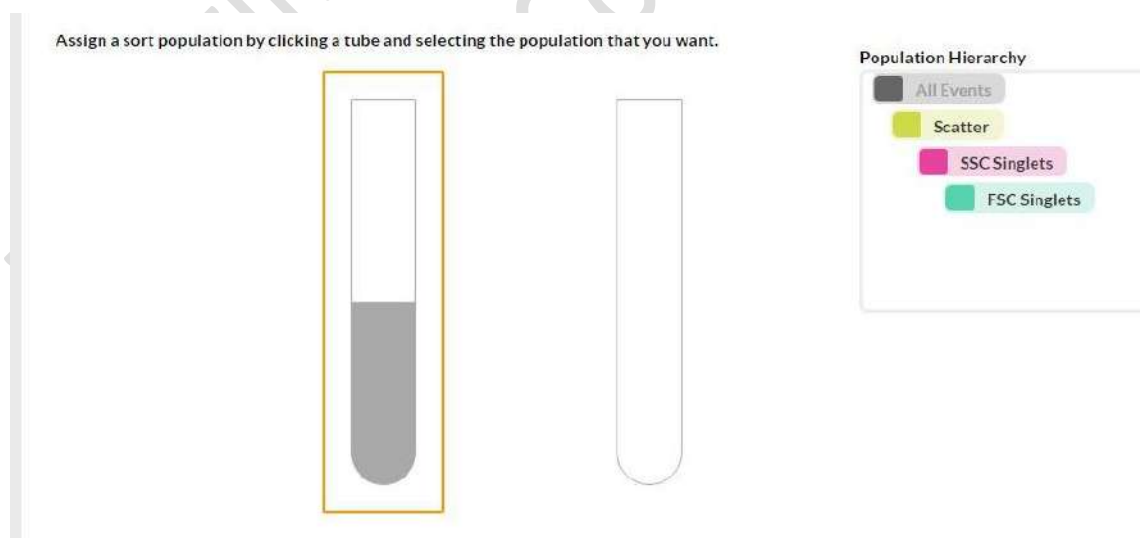 Assign a sort population by clicking a tube and selecting the population that you want.
Population Hierarchy
All Events
Scatter
SSC Singlets
FSC Singlets